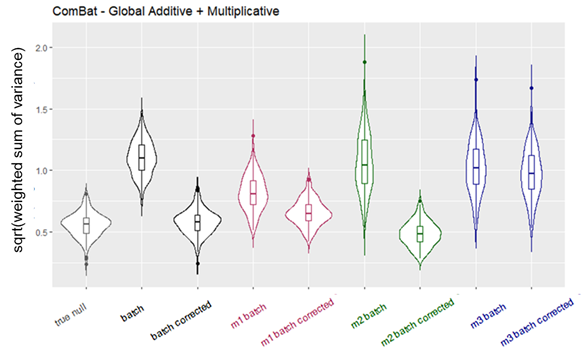 ComBat - Global Additive + Multiplicative
sqrt(weighted sum of variance)
2.0
1.5
1.0
0.5
true null
batch
batch corrected
m1 batch
m1 batch corrected
m2 batch
m2 batch corrected
m3 batch
m3 batch corrected